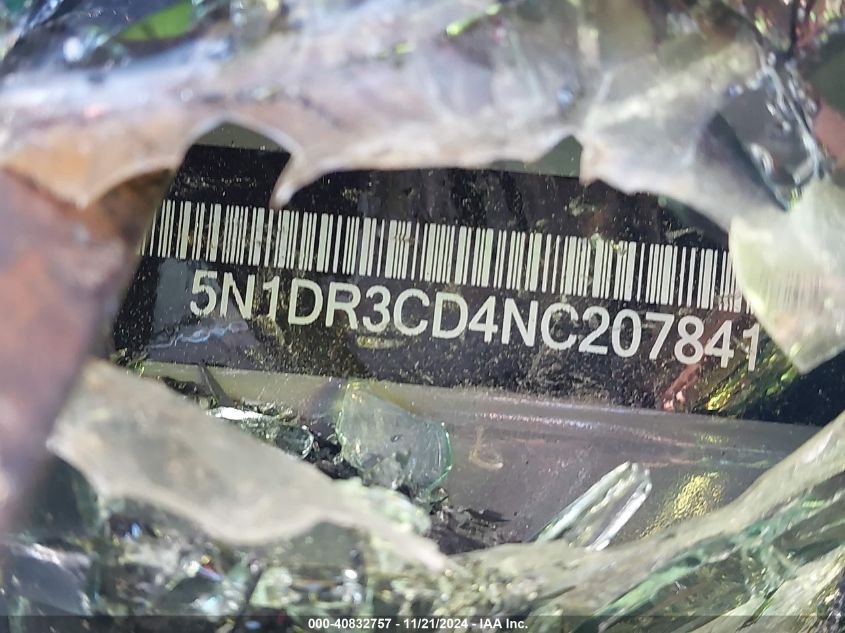 5N1DR3CD4NC207841
000-40832757 - 11/21/2024 - IAA Inc.